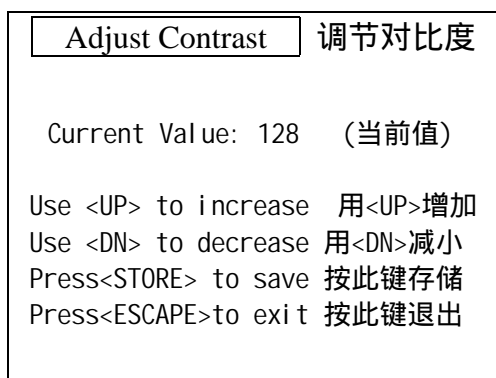 Adjust Contrast 调节对比度
Current Value: 128 (当前值)
Use <UP> to increase 用<UP>增加
Use <DN> to decrease 用<DN>减小
Press<STORE> to save 按此键存储
Press<ESCAPE>to exit 按此键退出